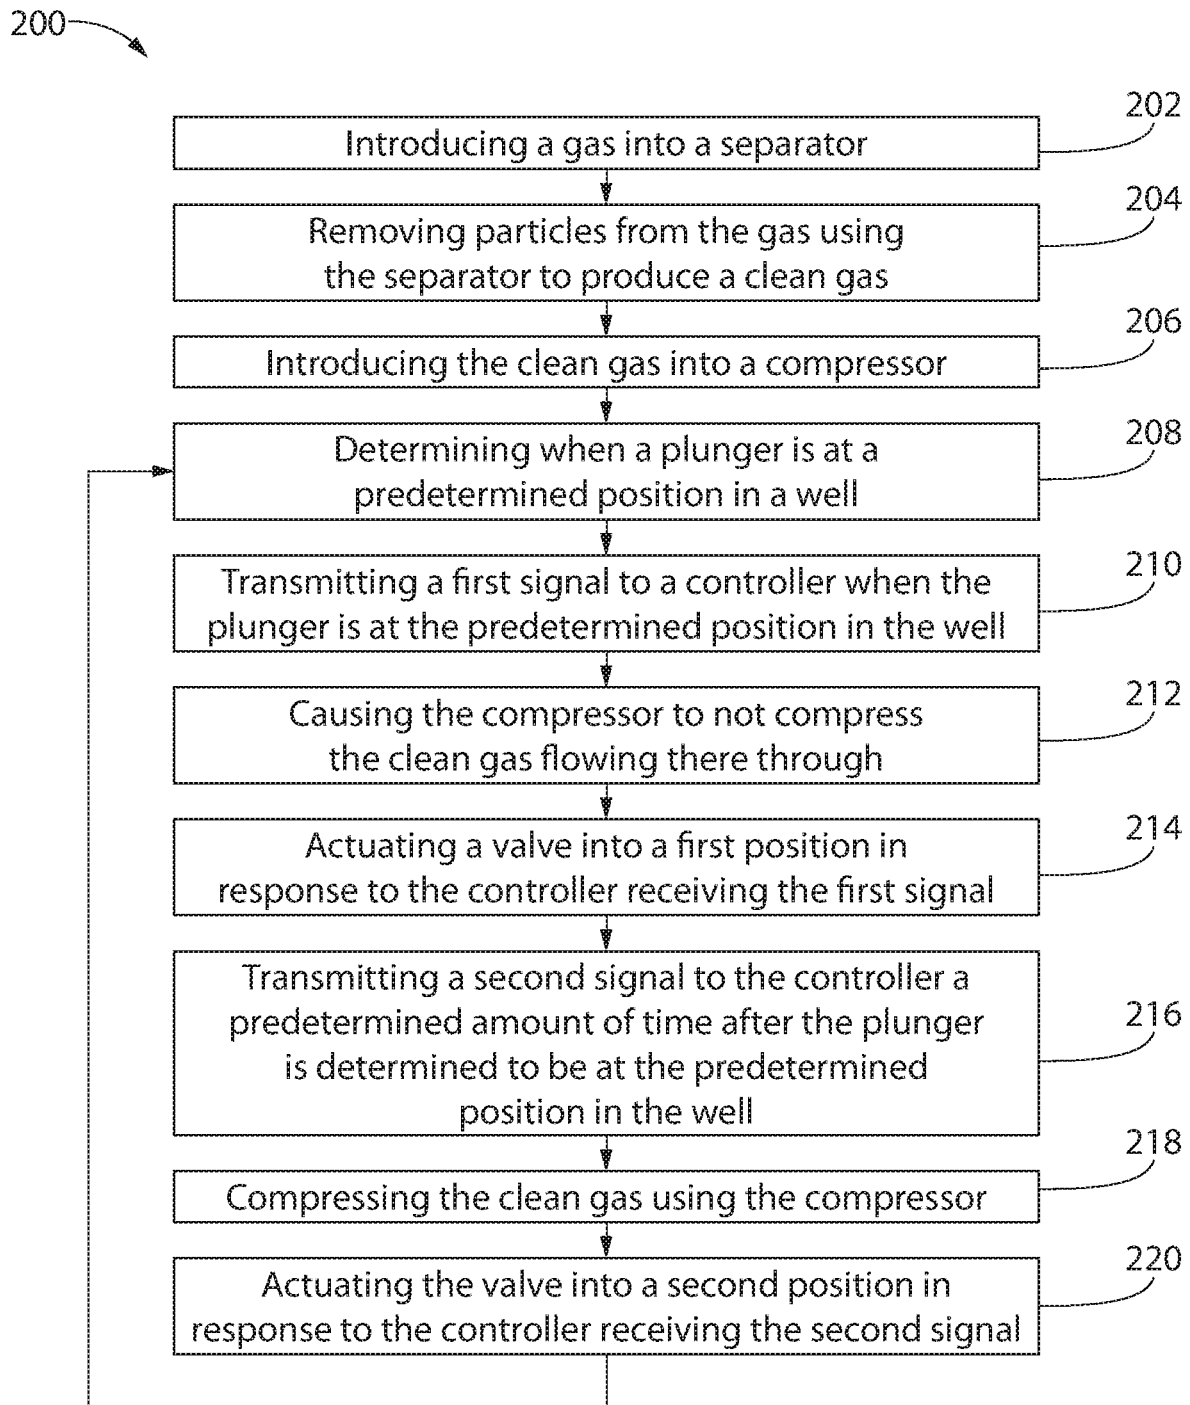 200
202
Introducing a gas into a separator
204
Removing particles from the gas using
the separator to produce a clean gas
206
Introducing the clean gas into a compressor
208
Determining when a plunger is at a
predetermined position in a well
210
Transmitting a first signal to a controller when the
plunger is at the predetermined position in the well
212
Causing the compressor to not compress
the clean gas flowing there through
214
Actuating a valve into a first position in
response to the controller receiving the first signal
216
Transmitting a second signal to the controller a
predetermined amount of time after the plunger
is determined to be at the predetermined
position in the well
218
Compressing the clean gas using the compressor
220
Actuating the valve into a second position in
response to the controller receiving the second signal